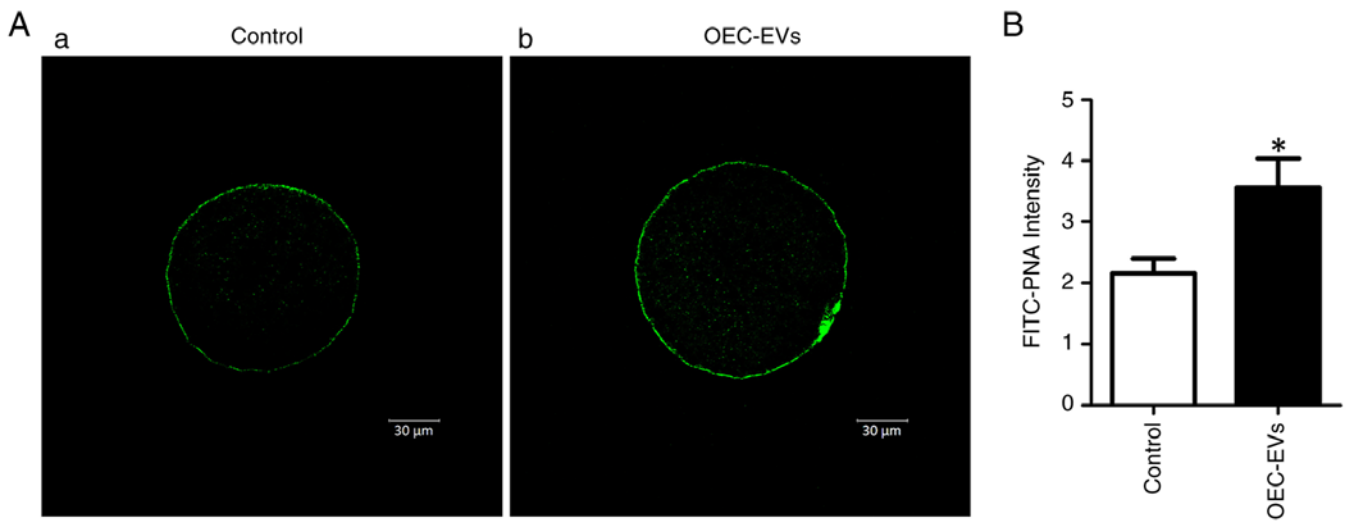 A
a
Control
b
OEC-EVs
30 μm
30 μm
B
FITC-PNA Intensity
5
4
3
2
1
0
*
Control
OEC-EVs